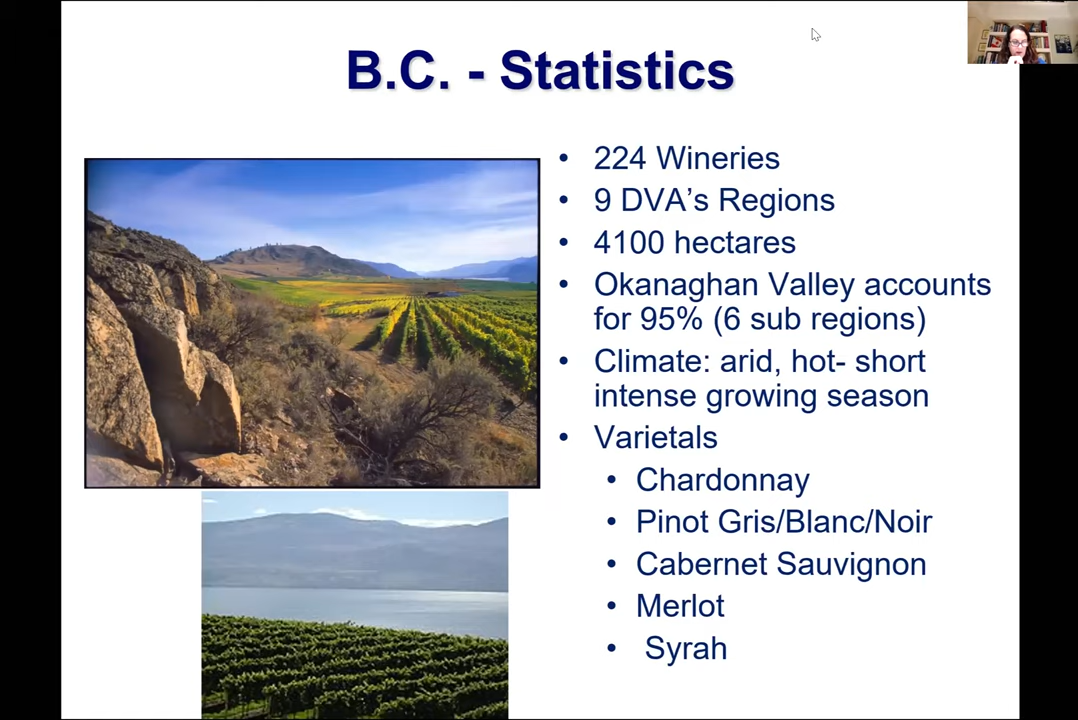 B.C. - Statistics
• 224 Wineries
• 9 DVA’s Regions
• 4100 hectares
• Okanaghan Valley accounts
for 95% (6 sub regions)
• Climate: arid, hot- short
intense growing season
• Varietals
• Chardonnay
• Pinot Gris/Blanc/Noir
• Cabernet Sauvignon
• Merlot
• Syrah